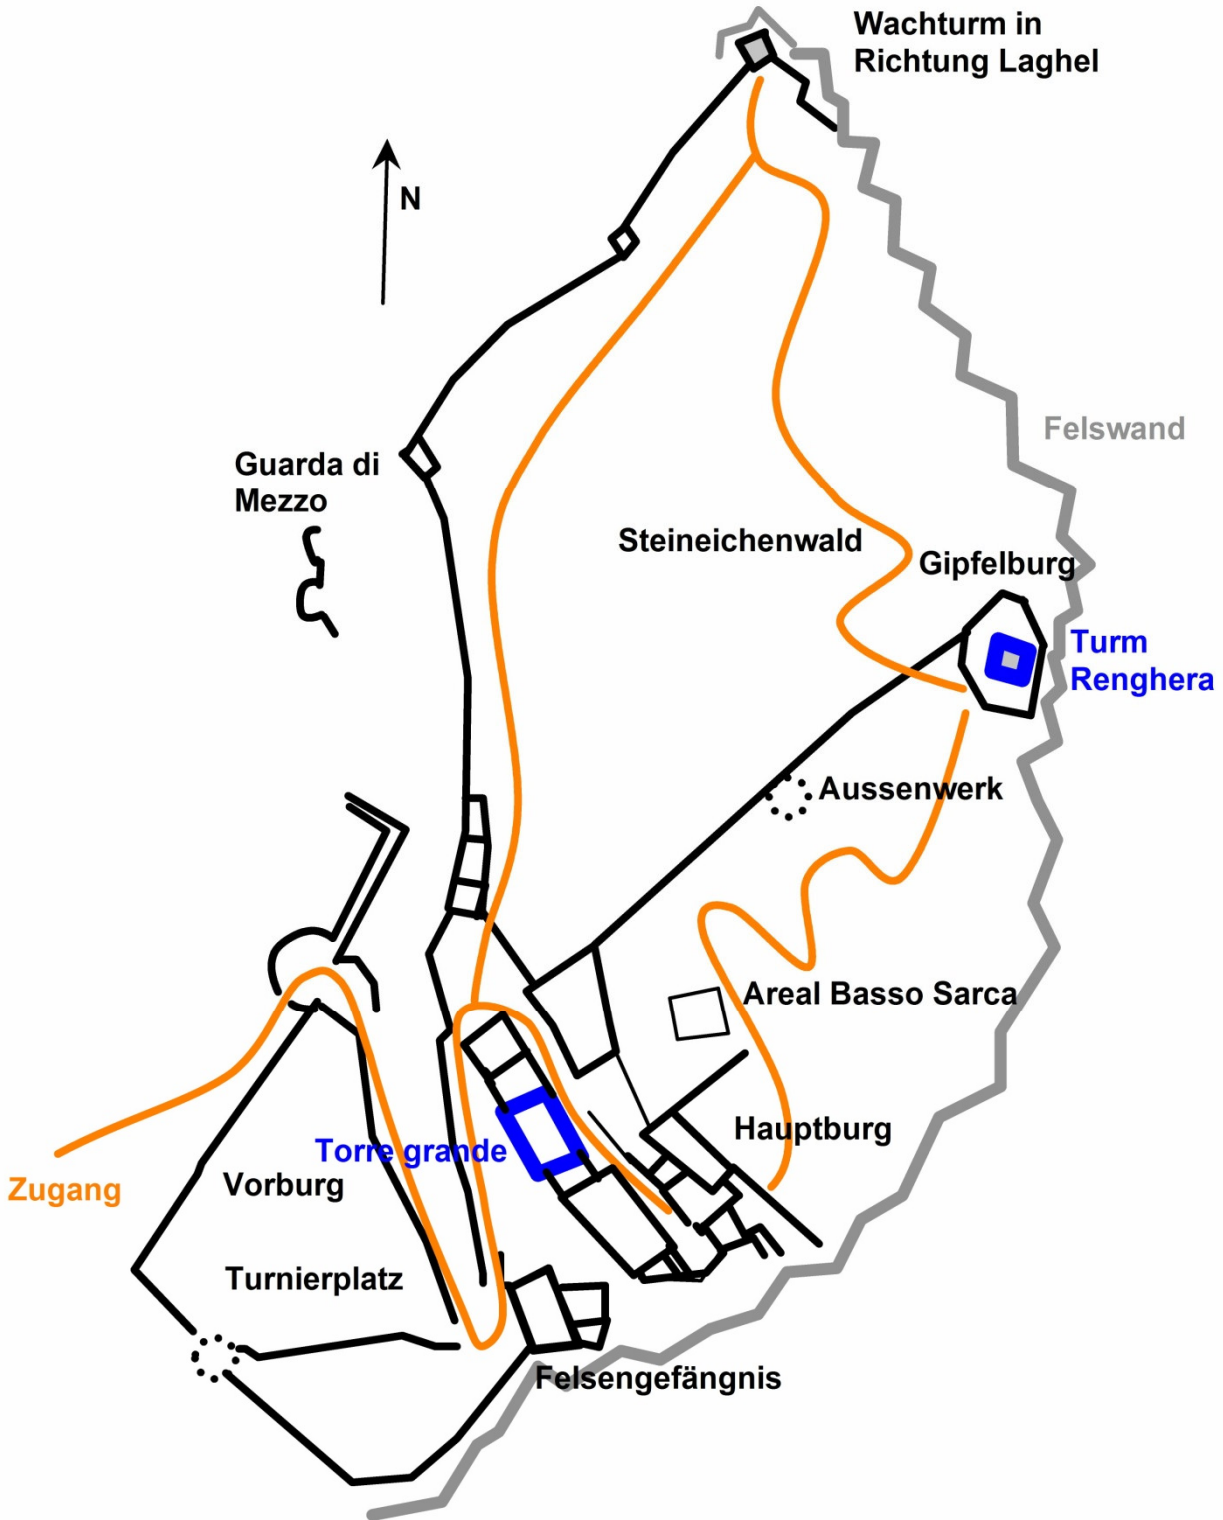 Wachturm in
Richtung Laghel
N
Felswand
Guarda di
Mezzo
Steineichenwald
Gipfelburg
Turm
Renghera
Aussenwerk
Areal Basso Sarca
Hauptburg
Torre grande
Zugang
Vorburg
Turnierplatz
Felsengefängnis